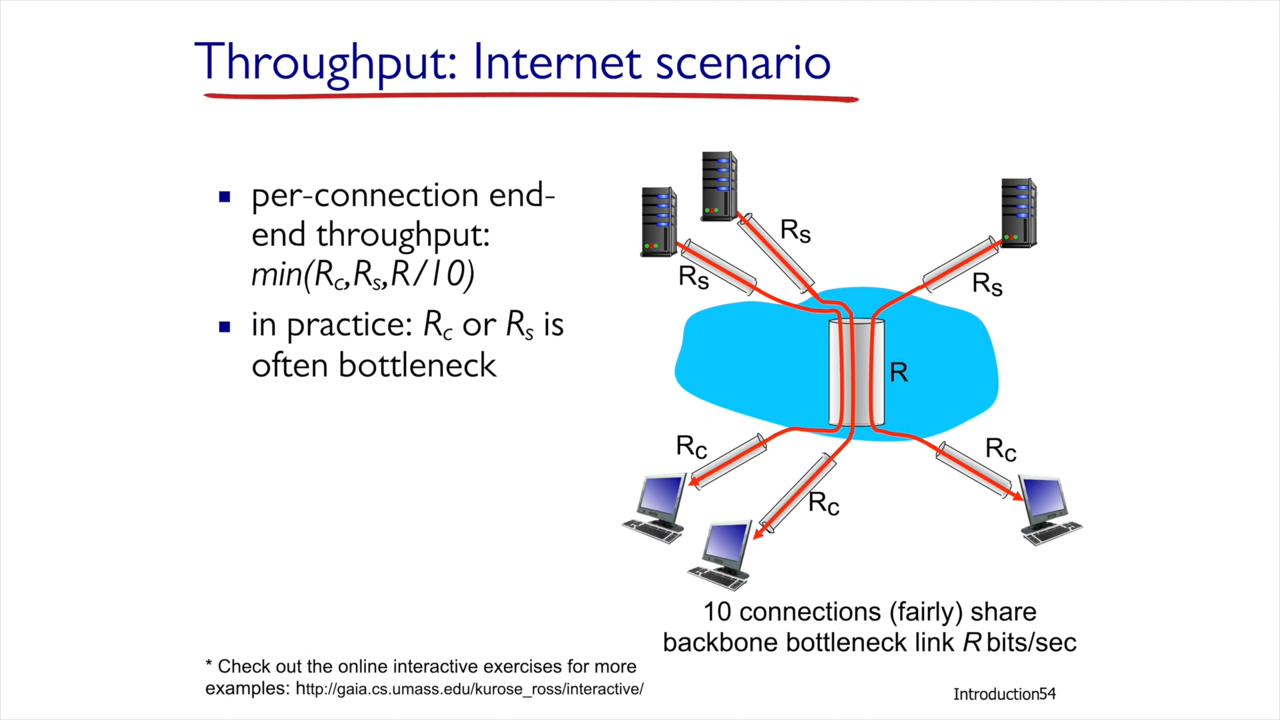 Throughput: Internet scenario
▪ per-connection end-
end throughput:
min(Rc,Rs,R/10)
▪ in practice: Rc or Rs is
often bottleneck
Rs
Rs
Rs
R
Rc
Rc
Rc
10 connections (fairly) share
backbone bottleneck link R bits/sec
* Check out the online interactive exercises for more
examples: http://gaia.cs.umass.edu/kurose_ross/interactive/
Introduction54